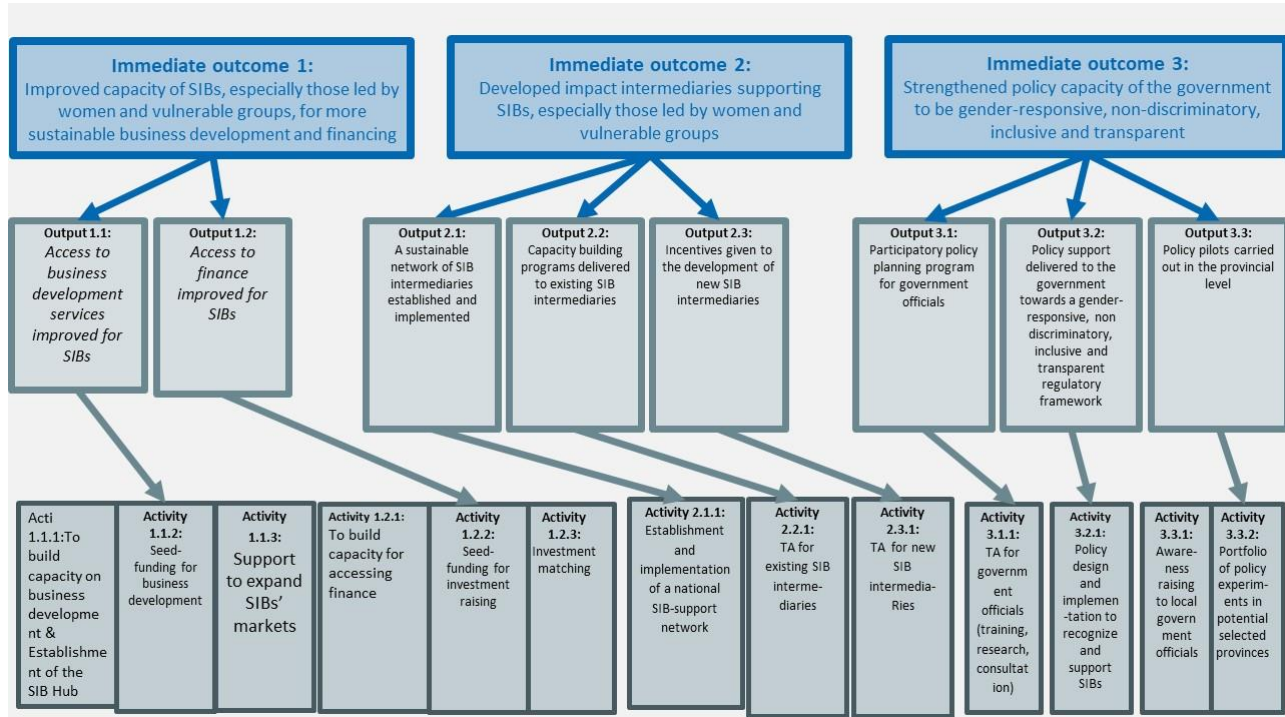 Immediate outcome 1:
Improved capacity of SIBs, especially those led by
women and vulnerable groups, for more
sustainable business development and financing
Immediate outcome 2:
Developed impact intermediaries supporting
SIBs, especially those led by women and
vulnerable groups
Immediate outcome 3:
Strengthened policy capacity of the government
to be gender-responsive, non-discriminatory,
inclusive and transparent
Output 1.1:
Access to
business
development
services
improved for
SIBs
Output 1.2:
Access to
finance
improved for
SIBs
Output 2.1:
A sustainable
network of SIB
intermediaries
established and
implemented
Output 2.2:
Capacity building
programs delivered
to existing SIB
intermediaries
Output 2.3:
Incentives given to
the development of
new SIB
intermediaries
Output 3.1:
Participatory policy
planning program
for government
officials
Output 3.2:
Policy support
delivered to the
government
towards a gender-
responsive, non
discriminatory,
inclusive and
transparent
regulatory
framework
Output 3.3:
Policy pilots carried
out in the provincial
level
Acti
1.1.1:To
build
capacity on
business
developme
nt &
Establishme
nt of the
SIB Hub
Activity
1.1.2:
Seed-
funding for
business
development
Activity
1.1.3:
Support
to expand
SIBs'
markets
Activity 1.2.1:
To build
capacity for
accessing
finance
Activity
1.2.2:
Seed-
funding for
investment
raising
Activity
1.2.3:
Investment
matching
Activity 2.1.1:
Establishment
and
implementation
of a national
SIB-support
network
Activity
2.2.1:
TA for
existing SIB
interme-
diaries
Activity
2.3.1:
TA for new
SIB
intermedia-
Ries
Activity
3.1.1:
TA for
govern
ment
officials
(training,
research,
consultat
ion)
Activity
3.2.1:
Policy
design
and
implemen
-tation to
recognize
and
support
SIBs
Activity
3.3.1:
Aware-
ness
raising
to local
govern
ment
officials
Activity
3.3.2:
Portfolio
of policy
experim-
ents in
potential
selected
provinces